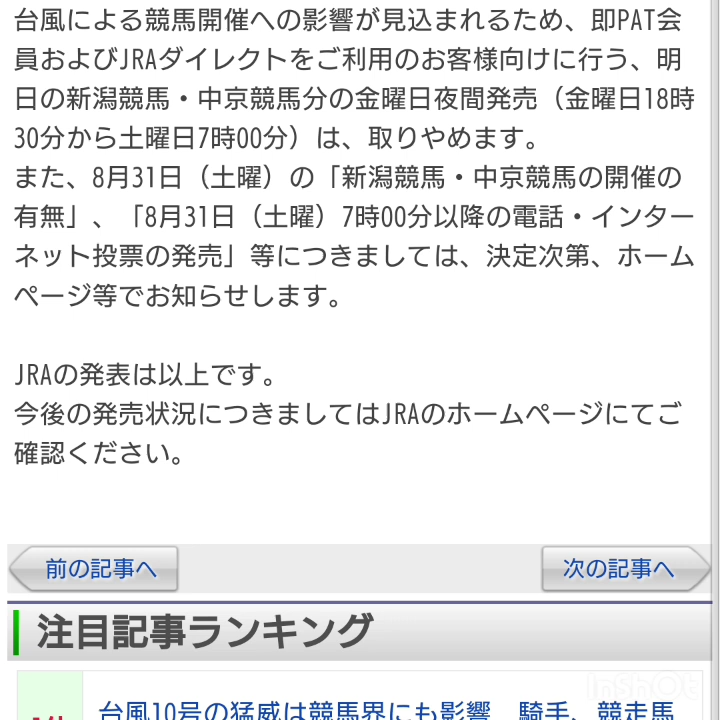 台風による競馬開催への影響が見込まれるため、即PAT会
員およびJRAダイレクトをご利用のお客様向けに行う、明
日の新潟競馬・中京競馬分の金曜日夜間発売（金曜日18時
30分から土曜日7時00分）は、取りやめます。
また、8月31日（土曜）の「新潟競馬・中京競馬の開催の
有無」、「8月31日（土曜）7時00分以降の電話・インター
ネット投票の発売」等につきましては、決定次第、ホーム
ページ等でお知らせします。
JRAの発表は以上です。
今後の発売状況につきましてはJRAのホームページにてご
確認ください。
前の記事へ
次の記事へ
注目記事ランキング
InShOt
台風10号の猛威は競馬界にも影響　騎手、競走馬